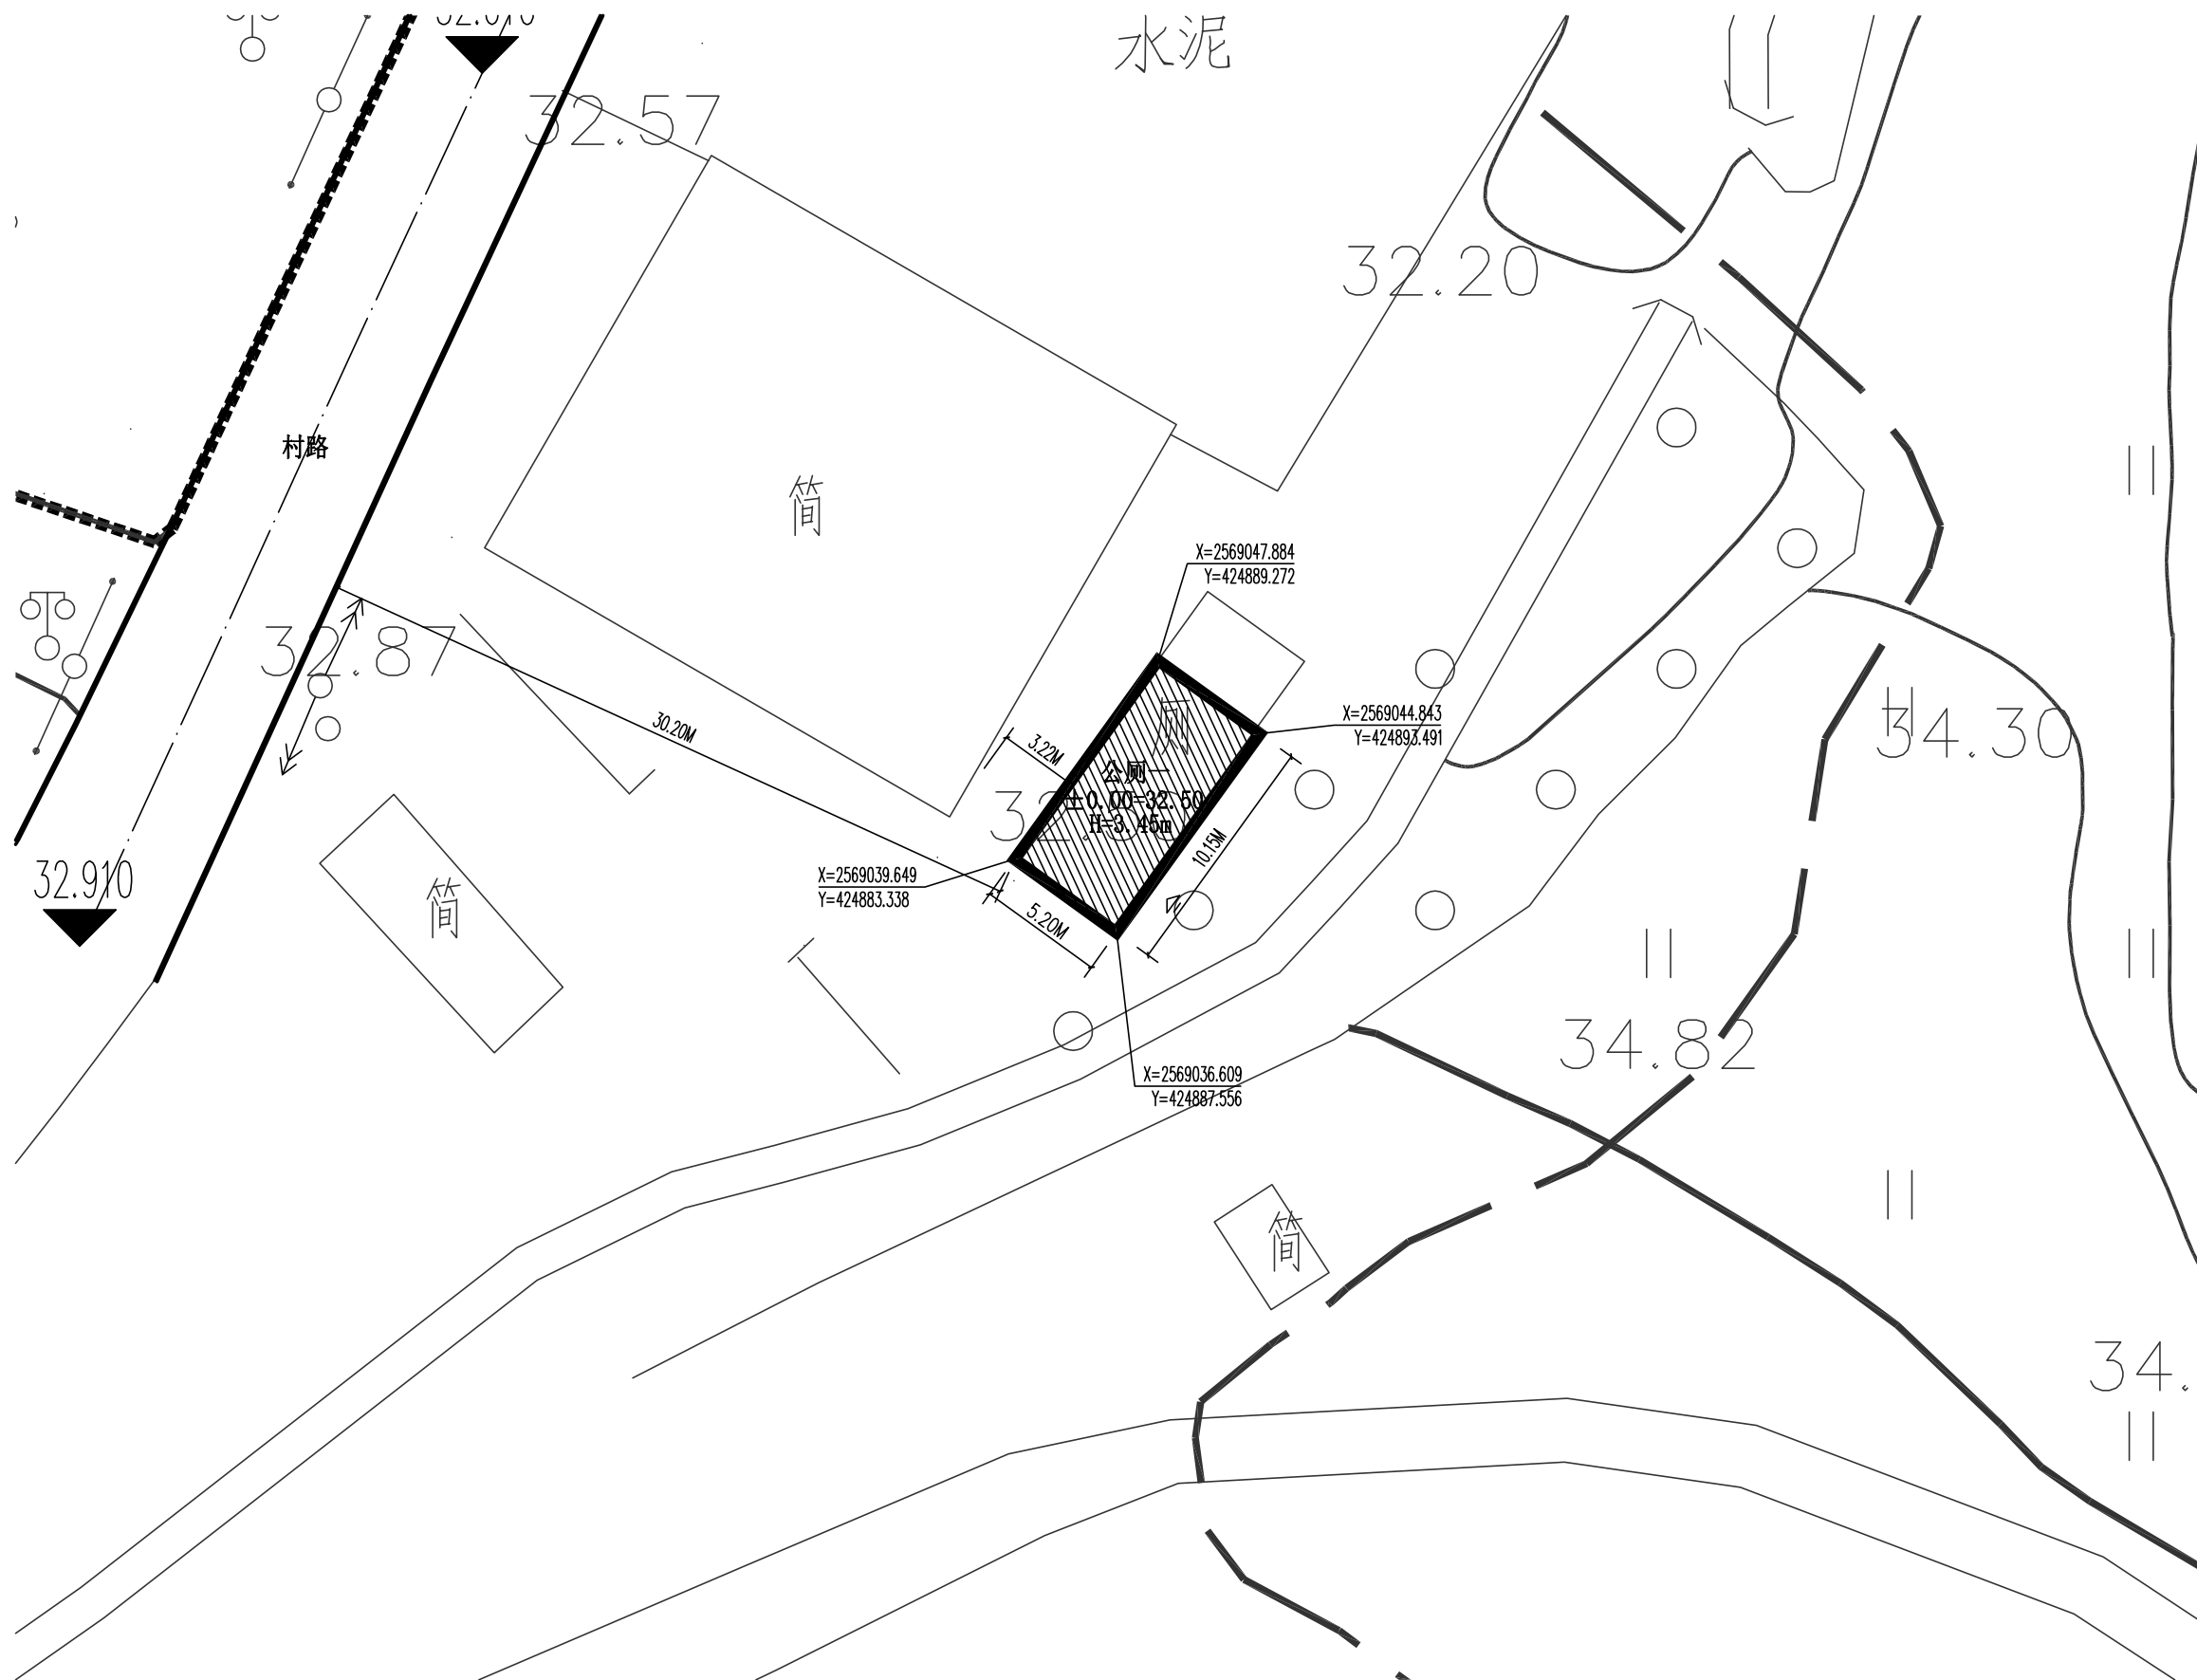 水泥
32.57
32.20
村路
简
X=2569047.884
Y=424889.272
32.87
30.20M
3.22M
厕
X=2569044.843
Y=424893.491
34.30
公厕一
±0.00=32.50
H=3.45m
10.15M
32.910
简
X=2569039.649
Y=424883.338
5.20M
34.82
X=2569036.609
Y=424887.556
简
34.